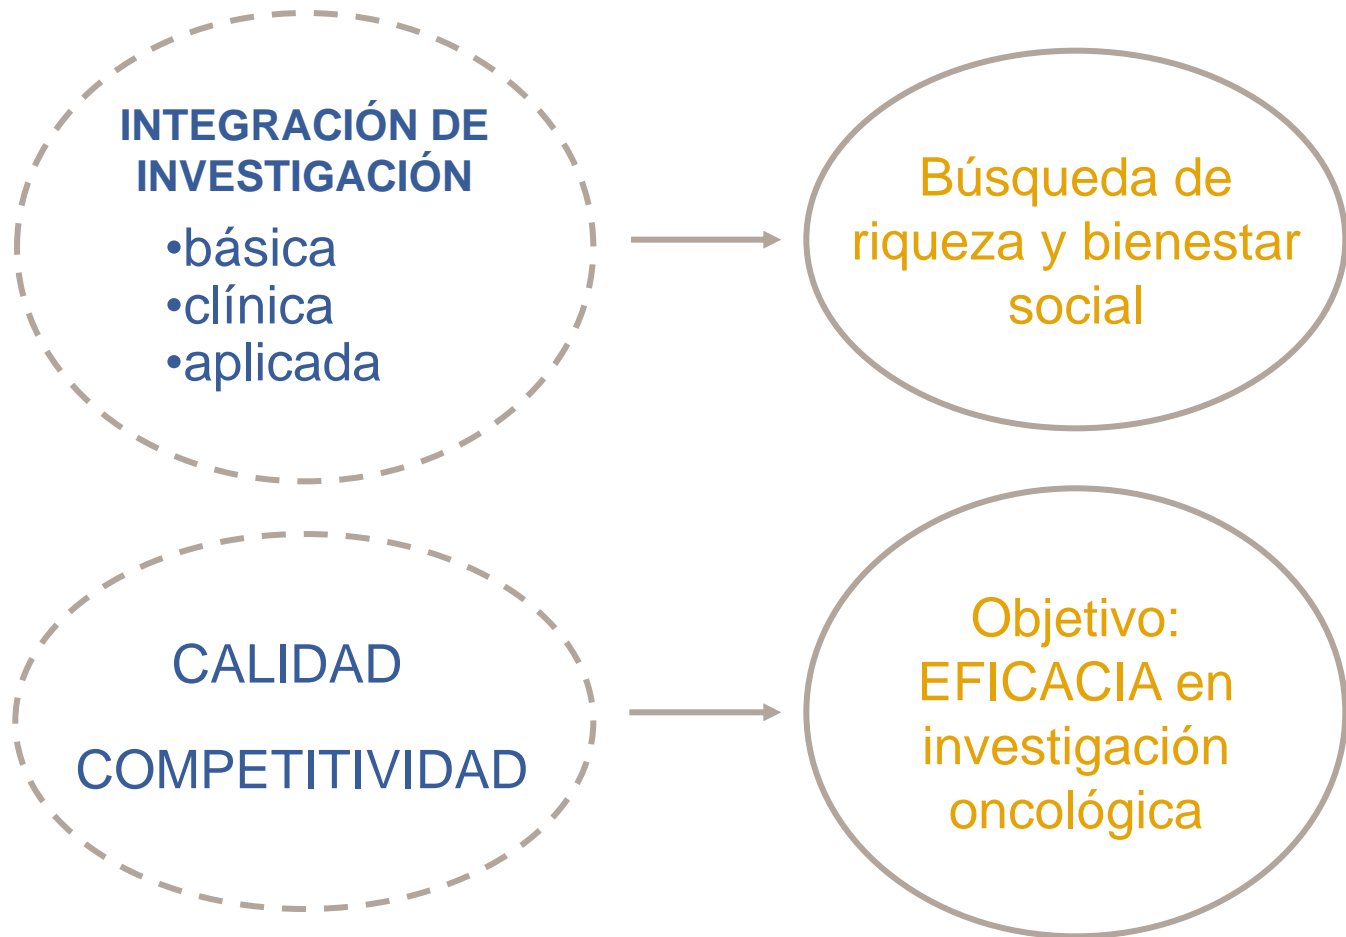 INTEGRACIÓN DE
INVESTIGACIÓN
•básica
•clínica
•aplicada
Búsqueda de
riqueza y bienestar
social
CALIDAD
COMPETITIVIDAD
Objetivo:
EFICACIA en
investigación
oncológica